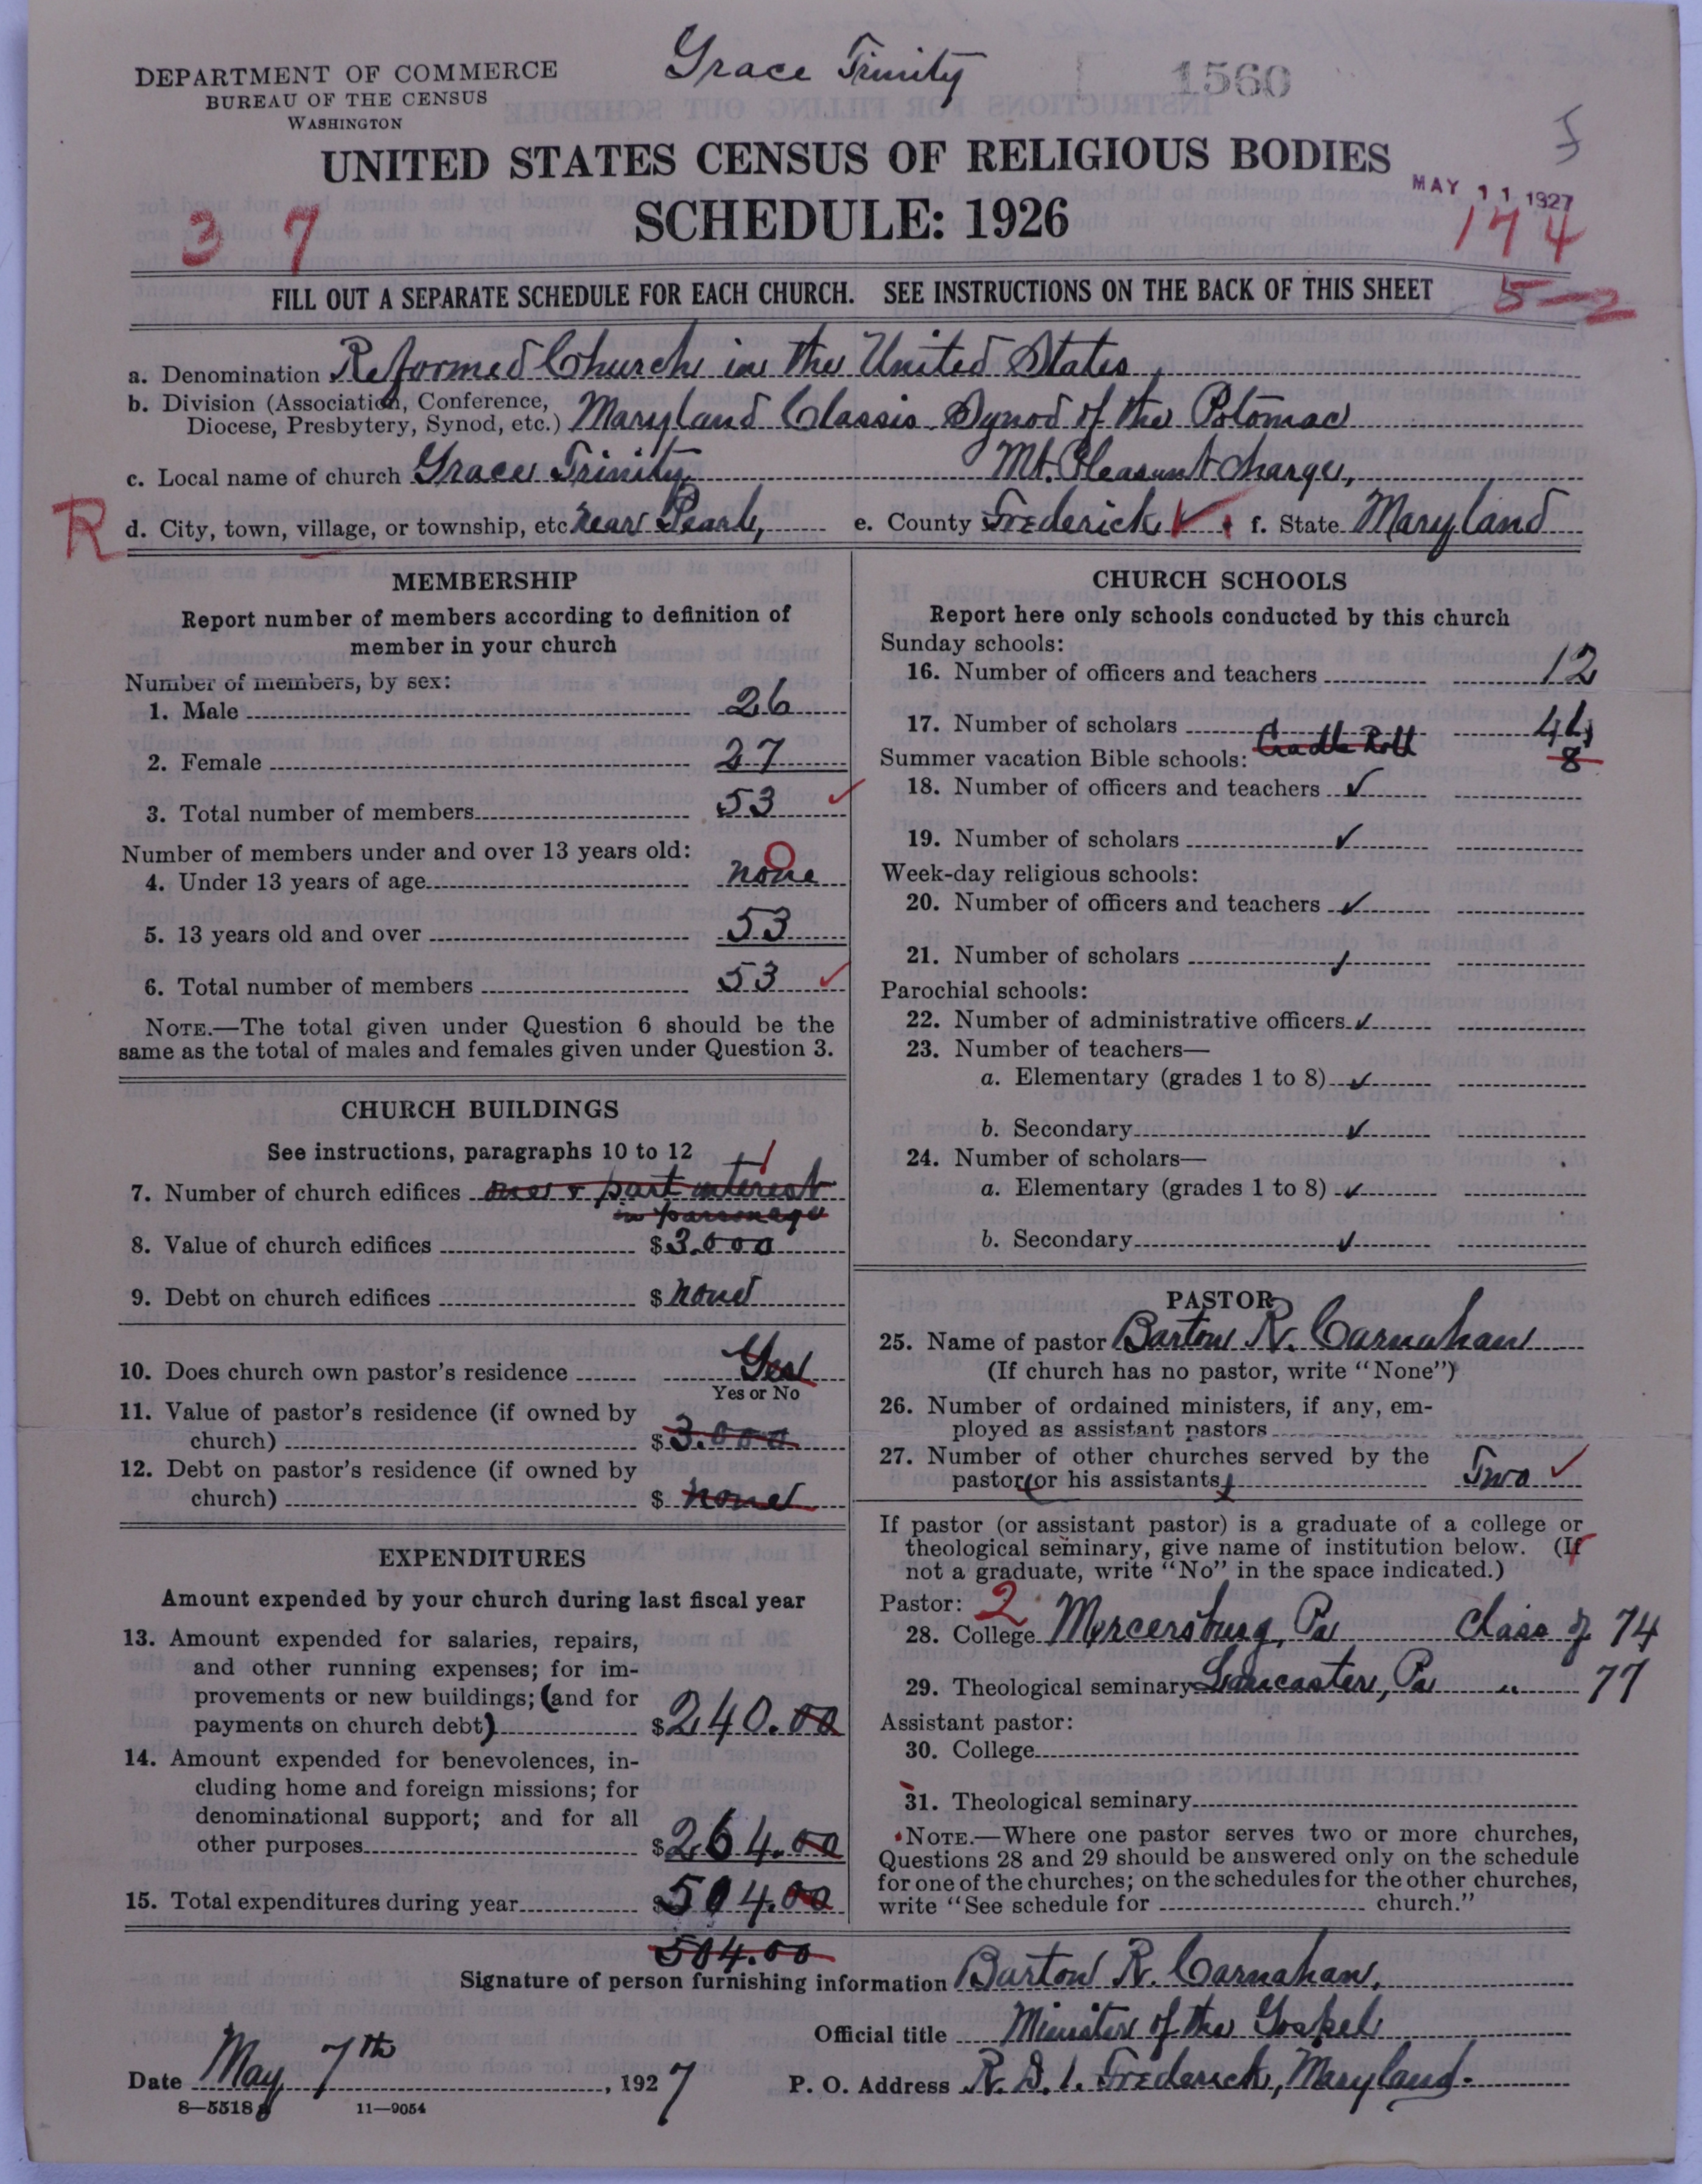 Grace Trinity
1560
DEPARTMENT OF COMMERCE
BUREAU OF THE CENSUS
WASHINGTON
UNITED STATES CENSUS OF RELIGIOUS BODIES
MAY 11 1927
SCHEDULE: 1926
3 7
174
FILL OUT A SEPARATE SCHEDULE FOR EACH CHURCH. SEE INSTRUCTIONS ON THE BACK OF THIS SHEET
5-2
a. Denomination Reformed Church in the United States
b. Division (Association, Conference,
Diocese, Presbytery, Synod, etc.) Maryland Classis Synod of the Potomac
c. Local name of church Grace Trinity, Mt. Pleasant Charge,
R
d. City, town, village, or township, etc. near Pearl, e. County Frederick f. State Maryland
MEMBERSHIP
Report number of members according to definition of
member in your church
Number of members, by sex:
1. Male 26
2. Female 27
3. Total number of members 53 ✓
Number of members under and over 13 years old:
4. Under 13 years of age none 0
5. 13 years old and over 53
6. Total number of members 53 ✓
NOTE.—The total given under Question 6 should be the
same as the total of males and females given under Question 3.
CHURCH BUILDINGS
See instructions, paragraphs 10 to 12
1
7. Number of church edifices one + part interest
in parsonage
8. Value of church edifices $3.000
9. Debt on church edifices $ none
10. Does church own pastor's residence Yes
Yes or No
11. Value of pastor's residence (if owned by
church) $3.000
12. Debt on pastor's residence (if owned by
church) $ none
EXPENDITURES
Amount expended by your church during last fiscal year
13. Amount expended for salaries, repairs,
and other running expenses; for im-
provements or new buildings; (and for
payments on church debt) $240.00
14. Amount expended for benevolences, in-
cluding home and foreign missions; for
denominational support; and for all
other purposes $264.00
15. Total expenditures during year $504.00
504.00
CHURCH SCHOOLS
Report here only schools conducted by this church
Sunday schools:
16. Number of officers and teachers 12
17. Number of scholars
Cradle Roll 8
Summer vacation Bible schools:
18. Number of officers and teachers ✓
19. Number of scholars ✓
Week-day religious schools:
20. Number of officers and teachers ✓
21. Number of scholars ✓
Parochial schools:
22. Number of administrative officers ✓
23. Number of teachers—
a. Elementary (grades 1 to 8) ✓
b. Secondary ✓
24. Number of scholars—
a. Elementary (grades 1 to 8) ✓
b. Secondary ✓
PASTOR
25. Name of pastor Barton R. Carnahan
(If church has no pastor, write "None")
26. Number of ordained ministers, if any, em-
ployed as assistant pastors
27. Number of other churches served by the
pastor (or his assistants) Two ✓
If pastor (or assistant pastor) is a graduate of a college or
theological seminary, give name of institution below. (If
not a graduate, write "No" in the space indicated.)
Pastor: 2
28. College Mercersburg, Pa Class of 74
29. Theological seminary Lancaster, Pa " 77
Assistant pastor:
30. College
31. Theological seminary
NOTE.—Where one pastor serves two or more churches,
Questions 28 and 29 should be answered only on the schedule
for one of the churches; on the schedules for the other churches,
write "See schedule for church."
Signature of person furnishing information Barton R. Carnahan,
Official title Minister of the Gospel
Date May 7th, 1927 P. O. Address R. D. 1. Frederick, Maryland.
8-5518 11-9054